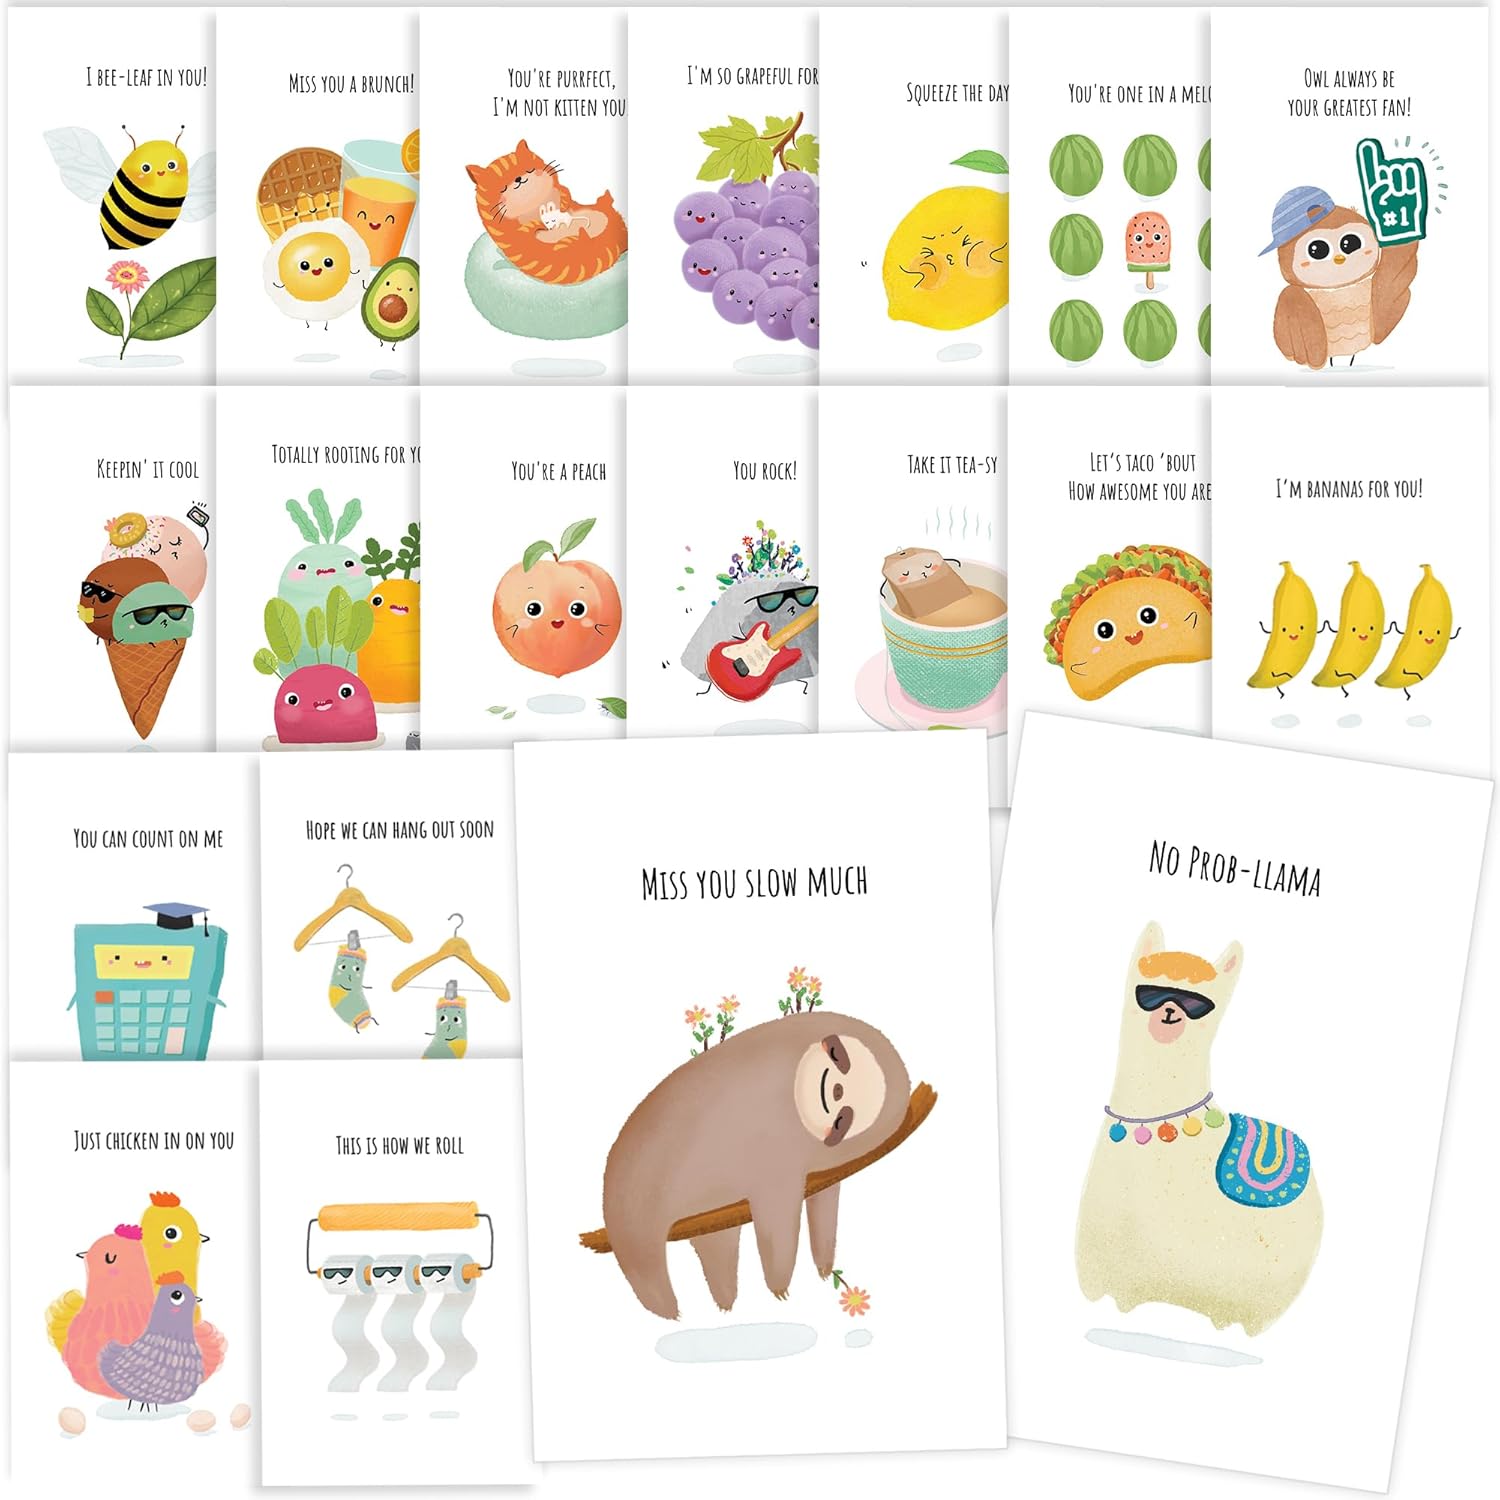 I BEE-LEAF IN YOU!
MISS YOU A BRUNCH!
YOU'RE PURRFECT,
I'M NOT KITTEN YOU
I'M SO GRAPEFUL FOR
SQUEEZE THE DAY
YOU'RE ONE IN A
OWL ALWAYS BE
YOUR GREATEST FAN!
#1
KEEPIN' IT COOL
TOTALLY ROOTING FOR
YOU'RE A PEACH
YOU ROCK!
TAKE IT TEA-SY
LET'S TACO 'BOUT
HOW AWESOME YOU ARE
I'M BANANAS FOR YOU!
YOU CAN COUNT ON ME
HOPE WE CAN HANG OUT SOON
MISS YOU SLOW MUCH
NO PROB-LLAMA
JUST CHICKEN IN ON YOU
THIS IS HOW WE ROLL